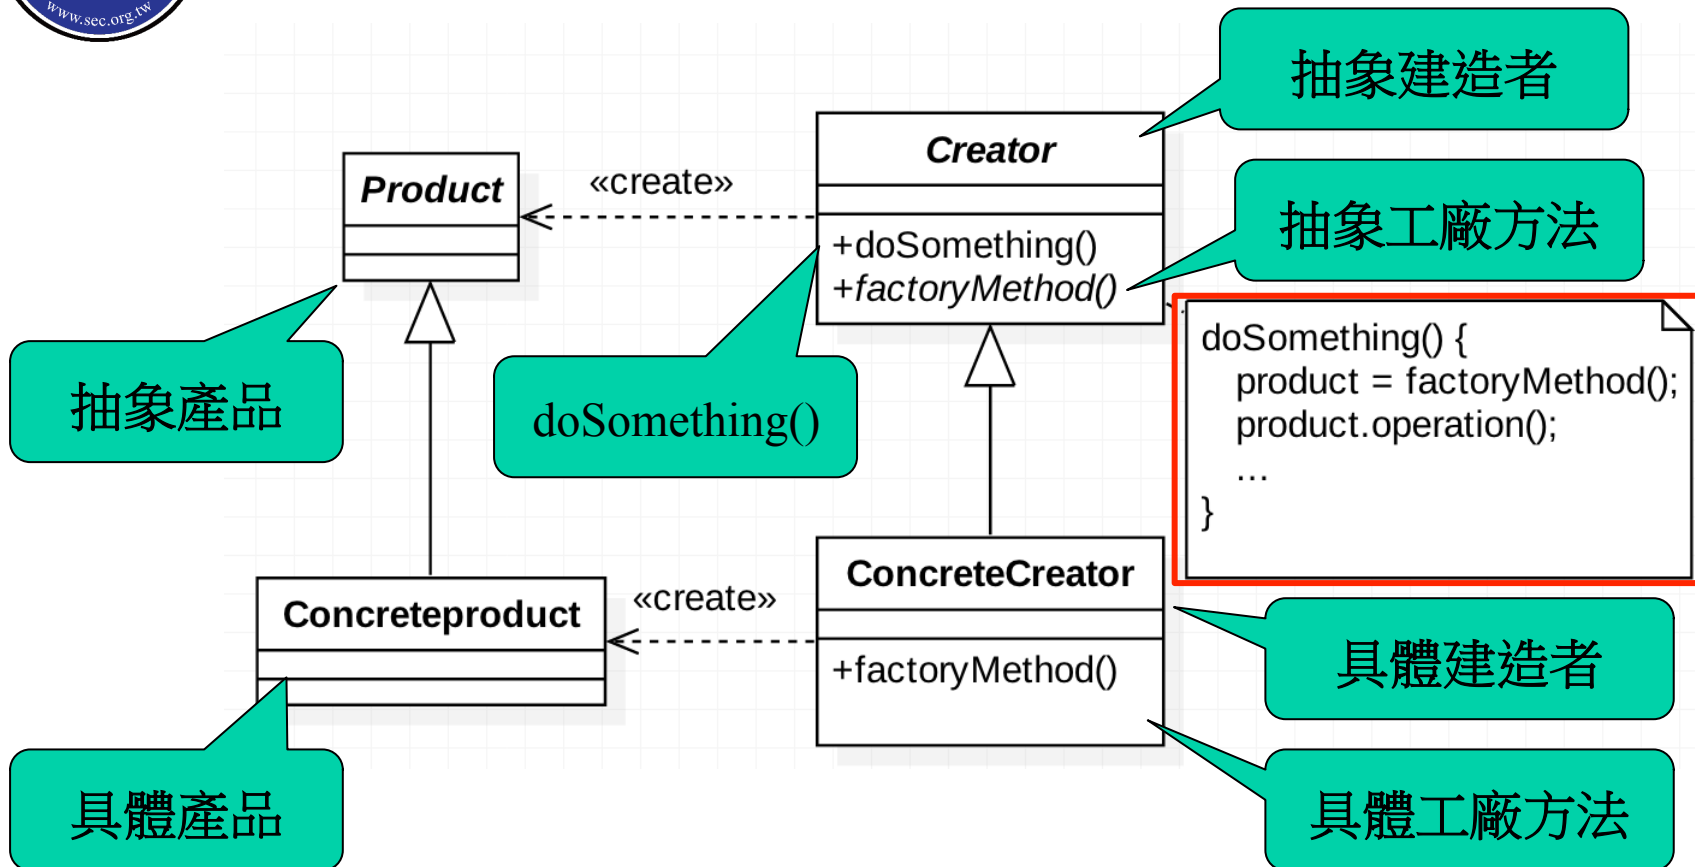 www.sec.org.tw
抽象建造者
Creator
Product
«create»
抽象工廠方法
+doSomething()
+factoryMethod()
doSomething() {
product = factoryMethod();
product.operation();
...
}
抽象產品
doSomething()
ConcreteCreator
Concreteproduct
«create»
+factoryMethod()
具體建造者
具體產品
具體工廠方法